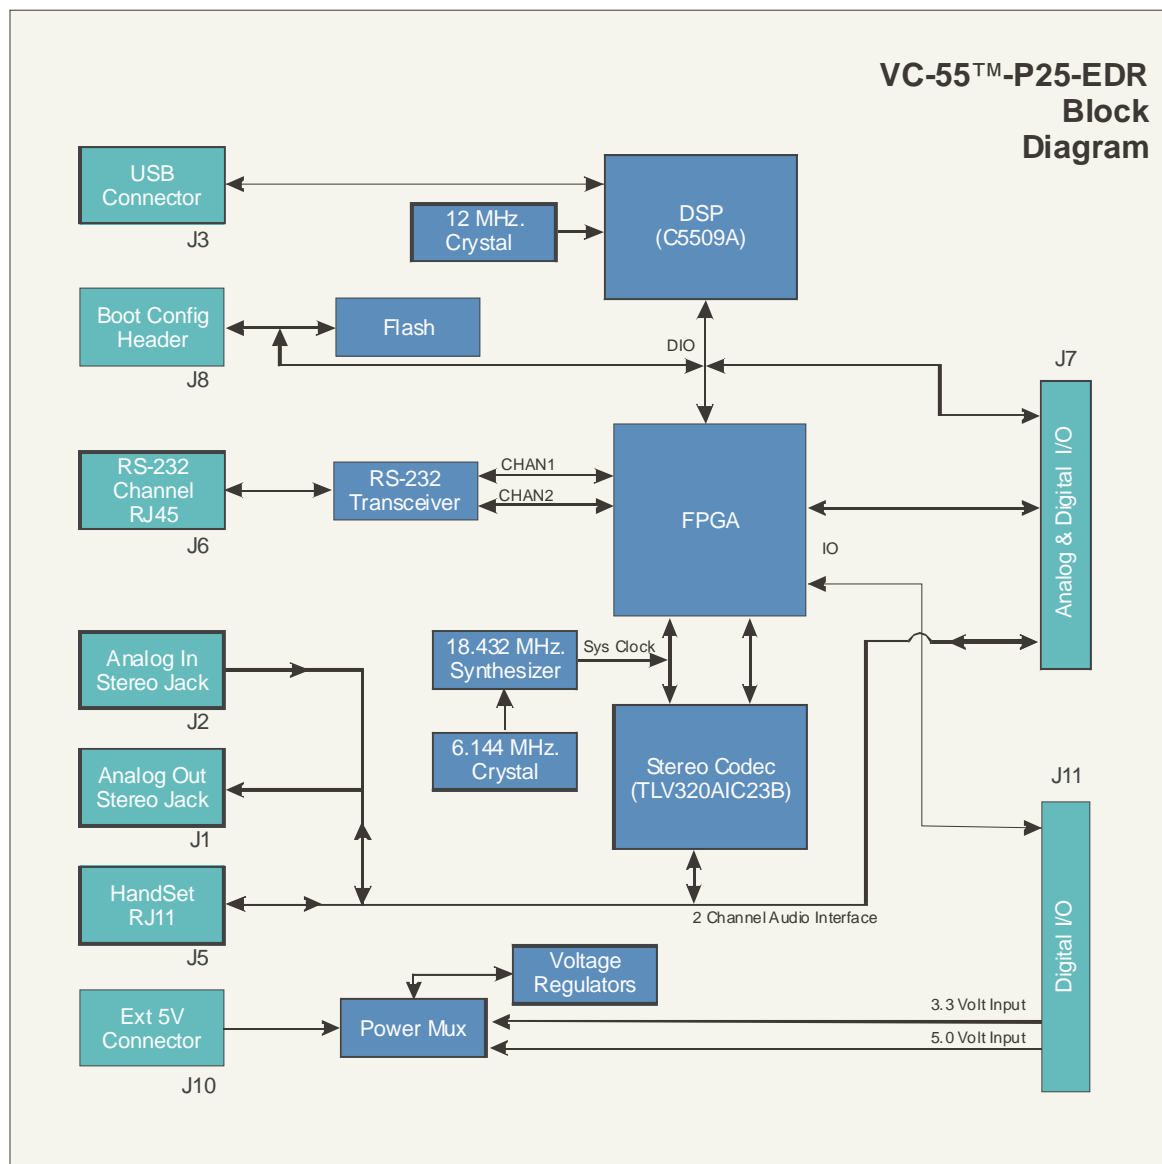 VC-55™-P25-EDR
Block
Diagram
USB
Connector
J3
12 MHz.
Crystal
DSP
(C5509A)
Boot Config
Header
J8
Flash
DIO
J7
Analog & Digital I/O
RS-232
Channel
RJ45
J6
RS-232
Transceiver
CHAN1
CHAN2
FPGA
IO
Analog In
Stereo Jack
J2
18.432 MHz.
Synthesizer
Sys Clock
6.144 MHz.
Crystal
Stereo Codec
(TLV320AIC23B)
Analog Out
Stereo Jack
J1
J11
Digital I/O
HandSet
RJ11
J5
2 Channel Audio Interface
Voltage
Regulators
Ext 5V
Connector
J10
Power Mux
3.3 Volt Input
5.0 Volt Input